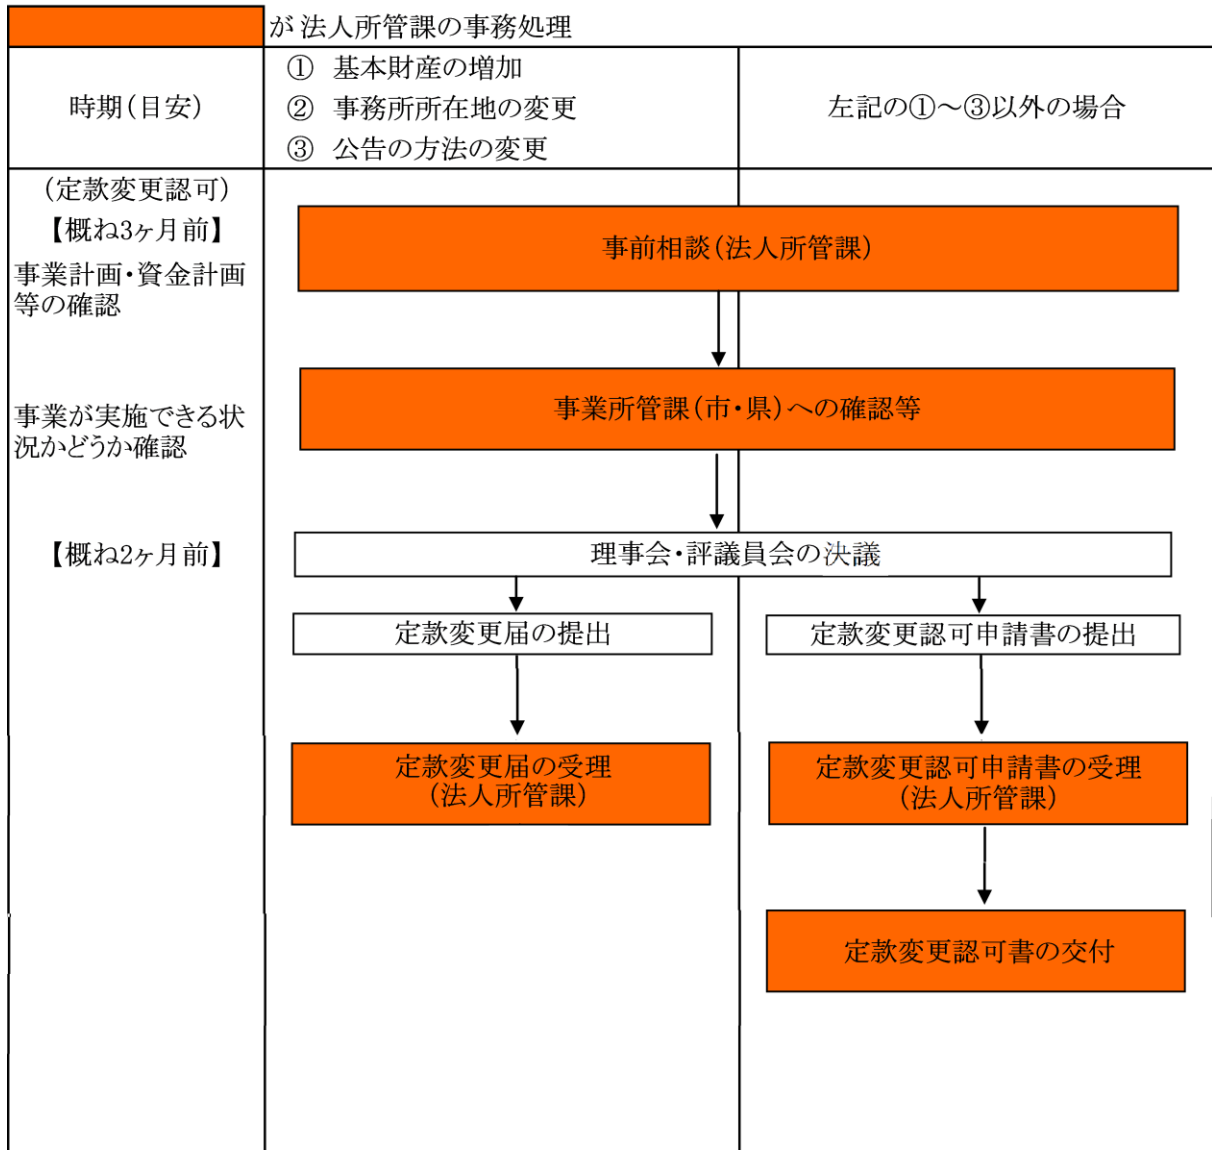 が 法人所管課の事務処理
時期(目安)
① 基本財産の増加
② 事務所所在地の変更
③ 公告の方法の変更
左記の①～③以外の場合
(定款変更認可)
【概ね3ヶ月前】
事業計画・資金計画
等の確認
事前相談(法人所管課)
事業が実施できる状
況かどうか確認
事業所管課(市・県)への確認等
【概ね2ヶ月前】
理事会・評議員会の決議
定款変更届の提出
定款変更認可申請書の提出
定款変更届の受理
(法人所管課)
定款変更認可申請書の受理
(法人所管課)
定款変更認可書の交付